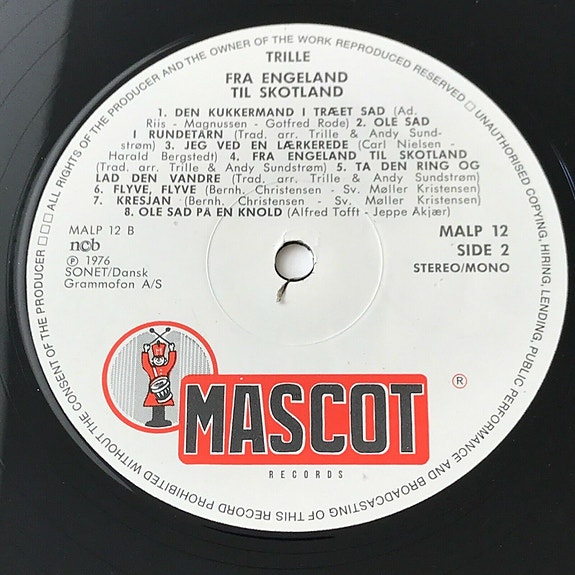 ALL RIGHTS OF THE PRODUCER AND THE OWNER OF THE WORK REPRODUCED RESERVED □ UNAUTHORISED COPYING, HIRING, LENDING, PUBLIC PERFORMANCE AND BROADCASTING OF THIS RECORD PROHIBITED WITHOUT THE CONSENT OF THE PRODUCER □□□
TRILLE
FRA ENGELAND
TIL SKOTLAND
1. DEN KUKKERMAND I TRÆET SAD (Ad.
Riis - Magnussen - Gotfred Rode) 2. OLE SAD
I RUNDETÅRN (Trad. arr. Trille & Andy Sund-
strøm) 3. JEG VED EN LÆRKEREDE (Carl Nielsen -
Harald Bergstedt) 4. FRA ENGELAND TIL SKOTLAND
(Trad. arr. Trille & Andy Sundstrøm) 5. TA DEN RING OG
LAD DEN VANDRE (Trad. arr. Trille & Andy Sundstrøm)
6. FLYVE, FLYVE (Bernh. Christensen - Sv. Møller Kristensen)
7. KRESJAN (Bernh. Christensen - Sv. Møller Kristensen)
8. OLE SAD PÅ EN KNOLD (Alfred Tofft - Jeppe Akjær)
MALP 12 B
ncb
℗ 1976
SONET/Dansk
Grammofon A/S
MALP 12
SIDE 2
STEREO/MONO
M
MASCOT
®
RECORDS